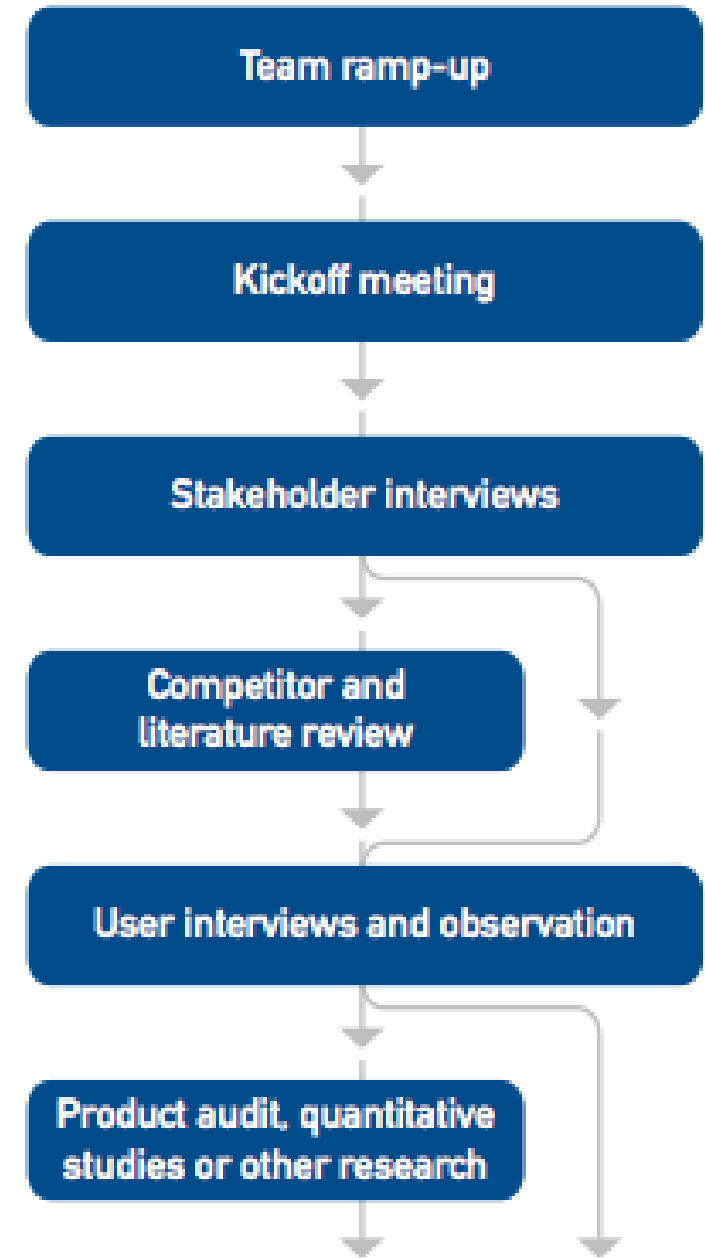 Team ramp-up
Kickoff meeting
Stakeholder interviews
Competitor and
literature review
User interviews and observation
Product audit, quantitative
studies or other research